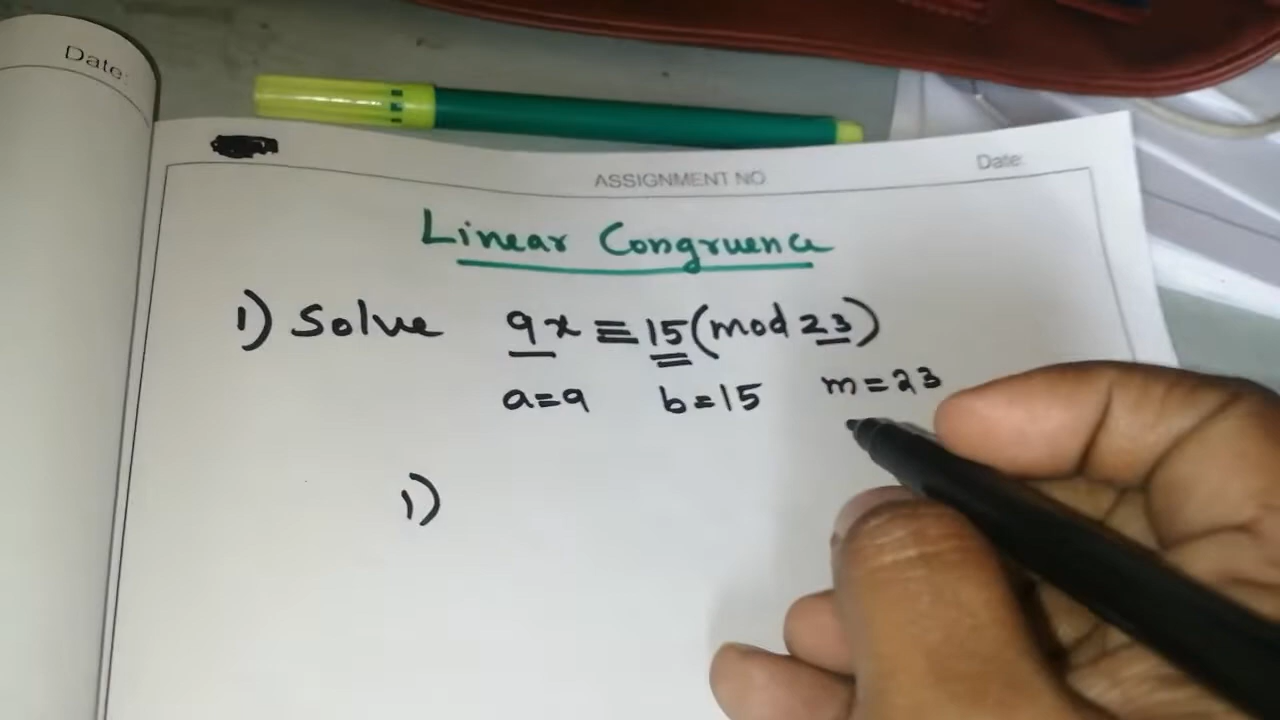 Date:
ASSIGNMENT NO Date:
Linear Congruence
1) Solve 9x ≡ 15 (mod 23)
a=9 b=15 m=23
1)